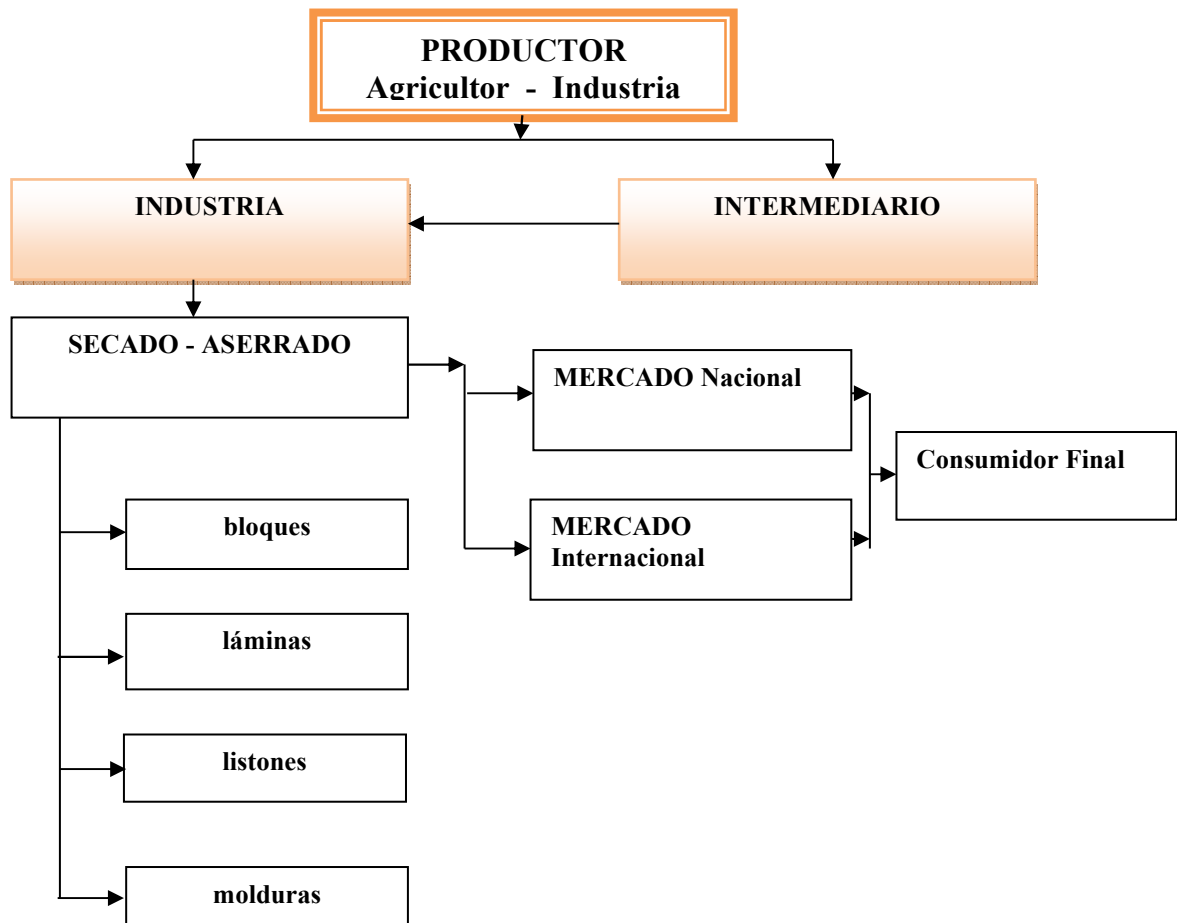 PRODUCTOR
Agricultor - Industria
INDUSTRIA
INTERMEDIARIO
SECADO - ASERRADO
MERCADO Nacional
Consumidor Final
bloques
MERCADO
Internacional
láminas
listones
molduras